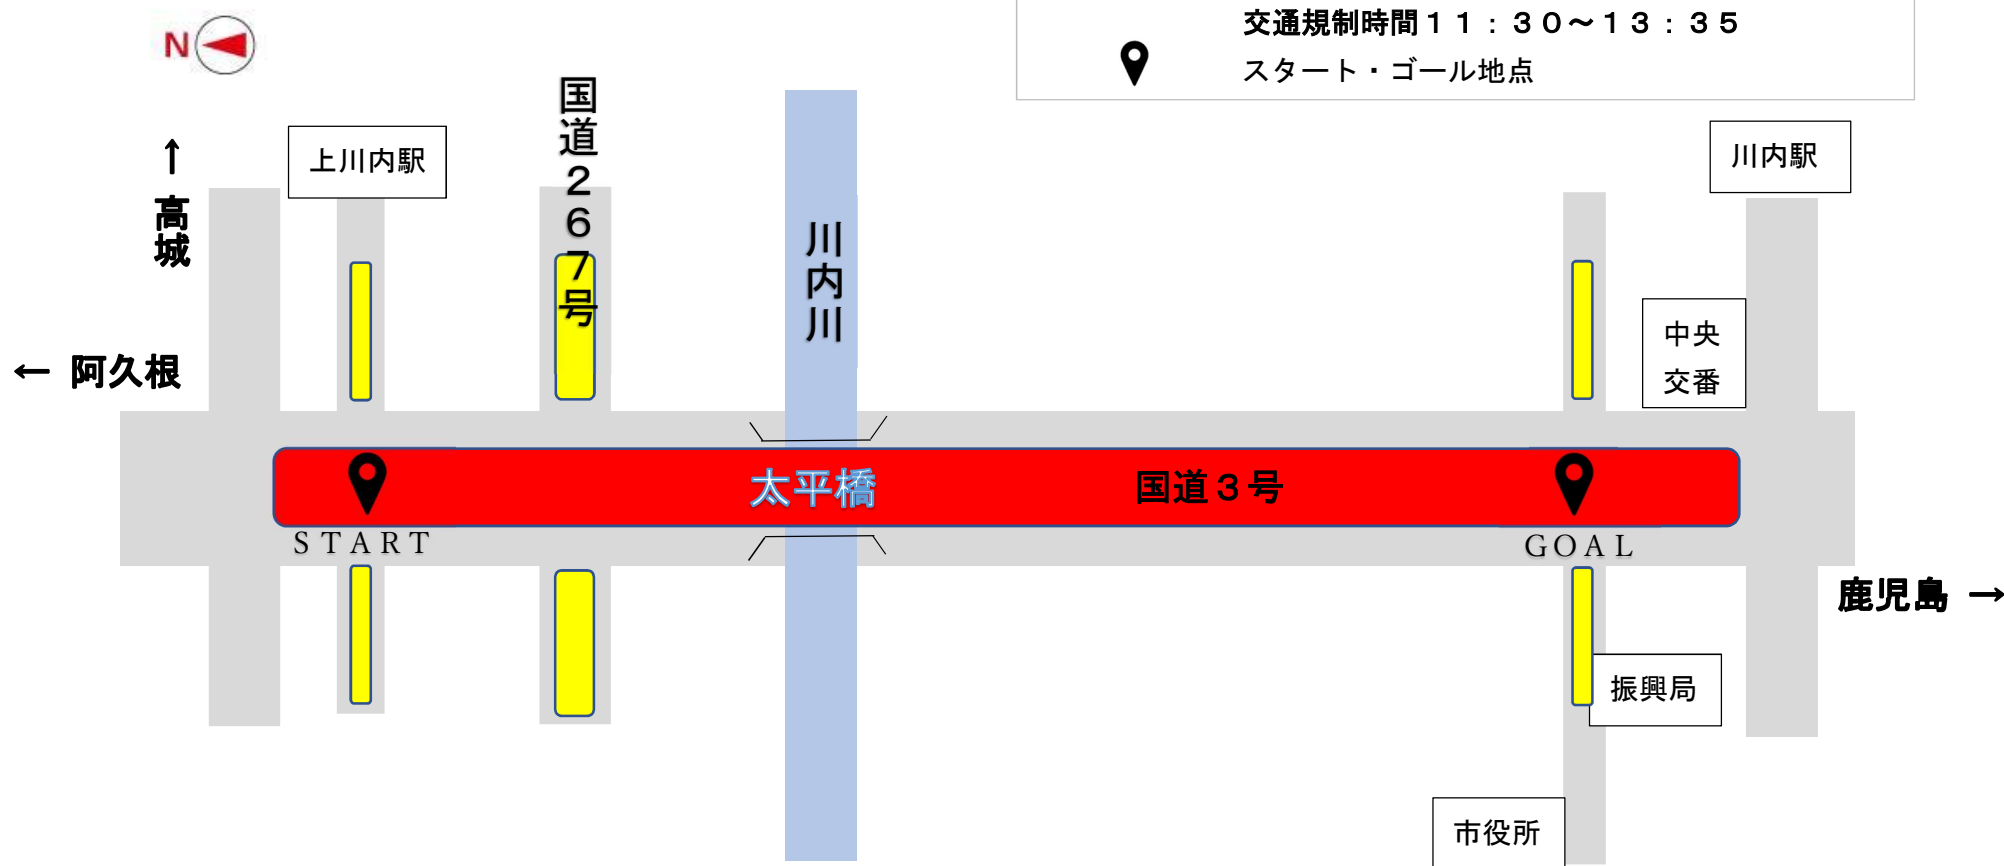 交通規制時間１１：３０～１３：３５
スタート・ゴール地点
N
国道２６７号
上川内駅
川内駅
↑ 高城
川内川
中央
交番
← 阿久根
太平橋
国道３号
ＳＴＡＲＴ
ＧＯＡＬ
鹿児島 →
振興局
市役所